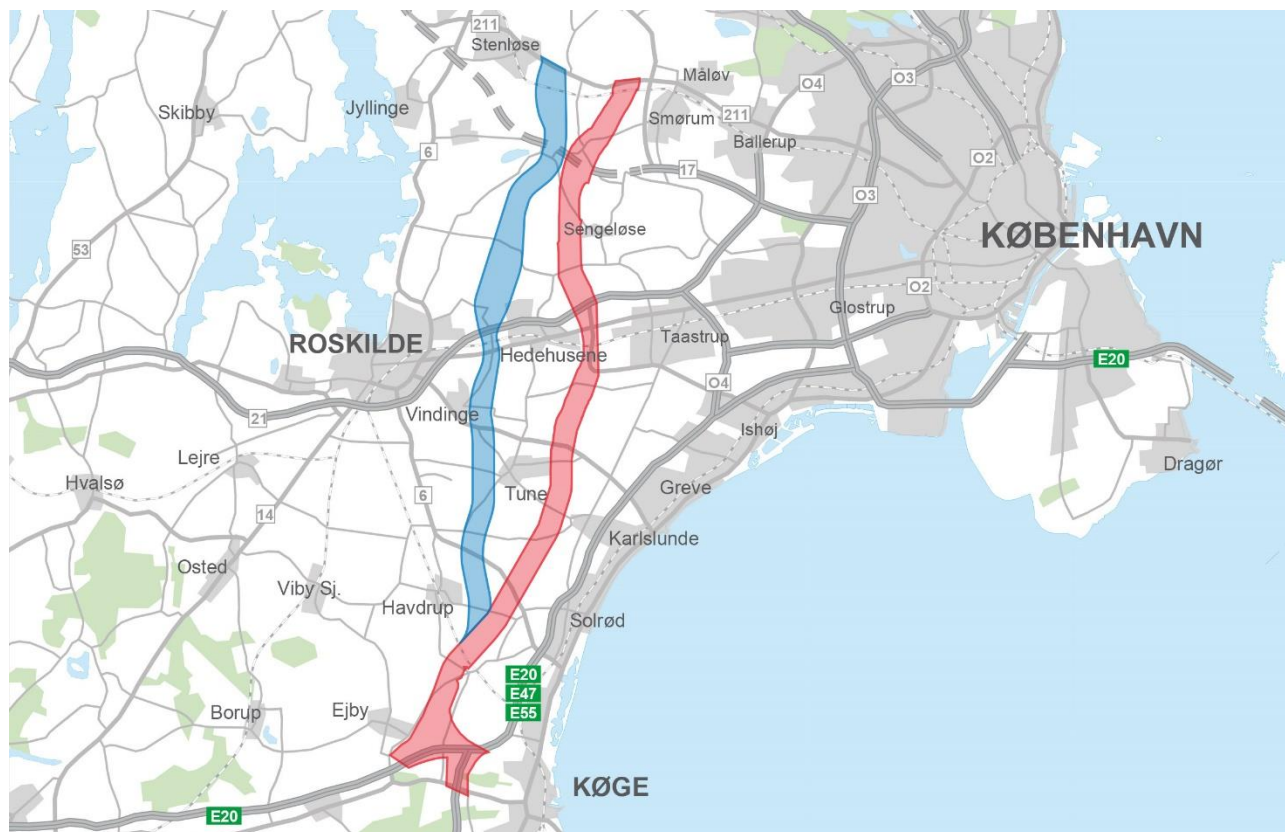 211
Stenløse
Måløv
O3
O4
Skibby
Jyllinge
Smørum
211
Ballerup
6
O2
17
O3
Sengeløse
KØBENHAVN
53
O2
Glostrup
ROSKILDE
Hedehusene
Taastrup
E20
O4
21
Vindinge
Ishøj
Lejre
Dragør
Hvalsø
6
Tune
Greve
14
Karlslunde
Osted
Viby Sj.
Havdrup
Solrød
E20
E47
E55
Borup
Ejby
KØGE
E20